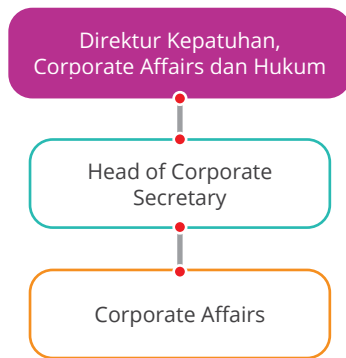 Direktur Kepatuhan,
Corporate Affairs dan Hukum
Head of Corporate
Secretary
Corporate Affairs